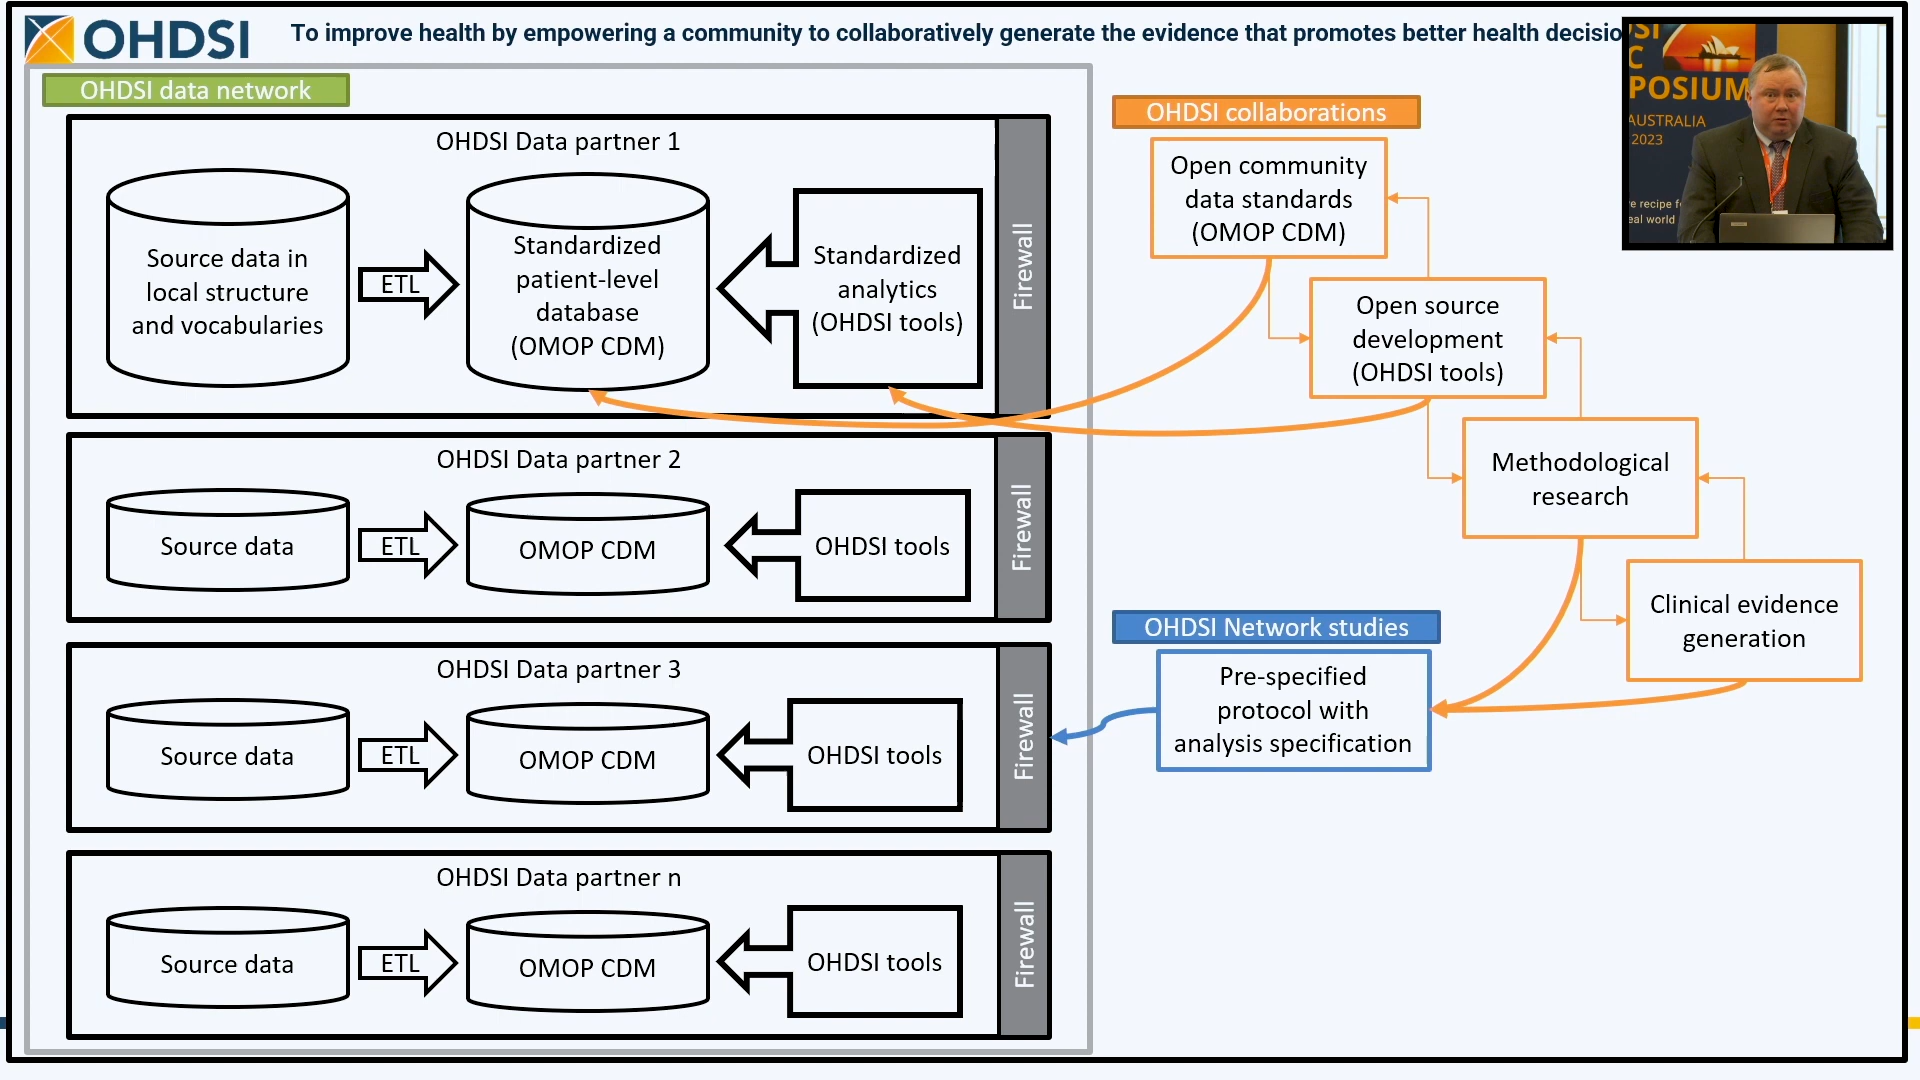 OHDSI
To improve health by empowering a community to collaboratively generate the evidence that promotes better health decisio
OHDSI data network
OHDSI Data partner 1
Source data in
local structure
and vocabularies
ETL
Standardized
patient-level
database
(OMOP CDM)
Standardized
analytics
(OHDSI tools)
Firewall
OHDSI Data partner 2
Source data
ETL
OMOP CDM
OHDSI tools
Firewall
OHDSI Data partner 3
Source data
ETL
OMOP CDM
OHDSI tools
Firewall
OHDSI Data partner n
Source data
ETL
OMOP CDM
OHDSI tools
Firewall
OHDSI collaborations
Open community
data standards
(OMOP CDM)
Open source
development
(OHDSI tools)
Methodological
research
Clinical evidence
generation
OHDSI Network studies
Pre-specified
protocol with
analysis specification
SI
C
POSIUM
AUSTRALIA
2023
e recipe f
eal world